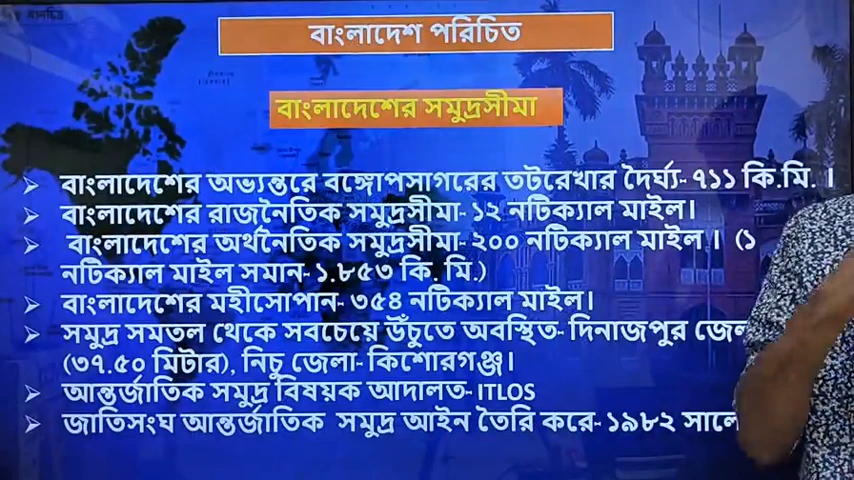 বাংলাদেশ পরিচিত
বাংলাদেশের সমুদ্রসীমা
➢ বাংলাদেশের অভ্যন্তরে বঙ্গোপসাগরের তটরেখার দৈর্ঘ্য- ৭১১ কি.মি. ।
➢ বাংলাদেশের রাজনৈতিক সমুদ্রসীমা- ১২ নটিক্যাল মাইল।
➢ বাংলাদেশের অর্থনৈতিক সমুদ্রসীমা- ২০০ নটিক্যাল মাইল । (১
নটিক্যাল মাইল সমান- ১.৮৫৩ কি. মি.)
➢ বাংলাদেশের মহীসোপান- ৩৫৪ নটিক্যাল মাইল।
➢ সমুদ্র সমতল থেকে সবচেয়ে উঁচুতে অবস্থিত- দিনাজপুর
(৩৭.৫০ মিটার), নিচু জেলা- কিশোরগঞ্জ।
➢ আন্তর্জাতিক সমুদ্র বিষয়ক আদালত- ITLOS
➢ জাতিসংঘ আন্তর্জাতিক সমুদ্র আইন তৈরি করে- ১৯৮২ সালে